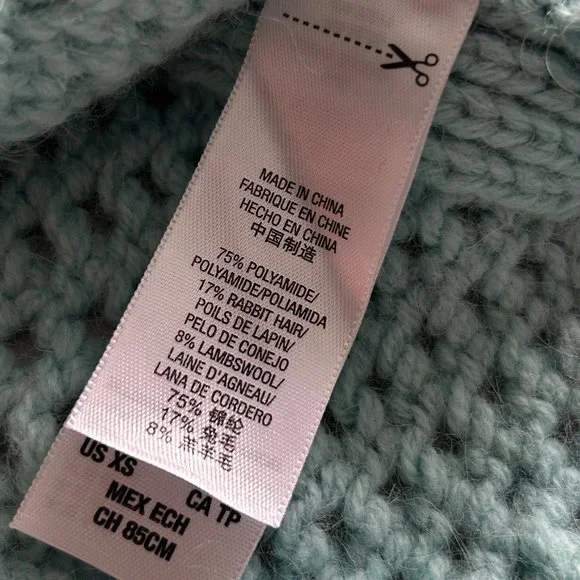 MADE IN CHINA
FABRIQUE EN CHINE
HECHO EN CHINA
中国制造
75% POLYAMIDE/
POLYAMIDE/POLIAMIDA
17% RABBIT HAIR/
POILS DE LAPIN/
PELO DE CONEJO
8% LAMBSWOOL/
LAINE D'AGNEAU/
LANA DE CORDERO
75% 锦纶
17% 兔毛
8% 羔羊毛
US XS CA TP
MEX ECH
CH 85CM